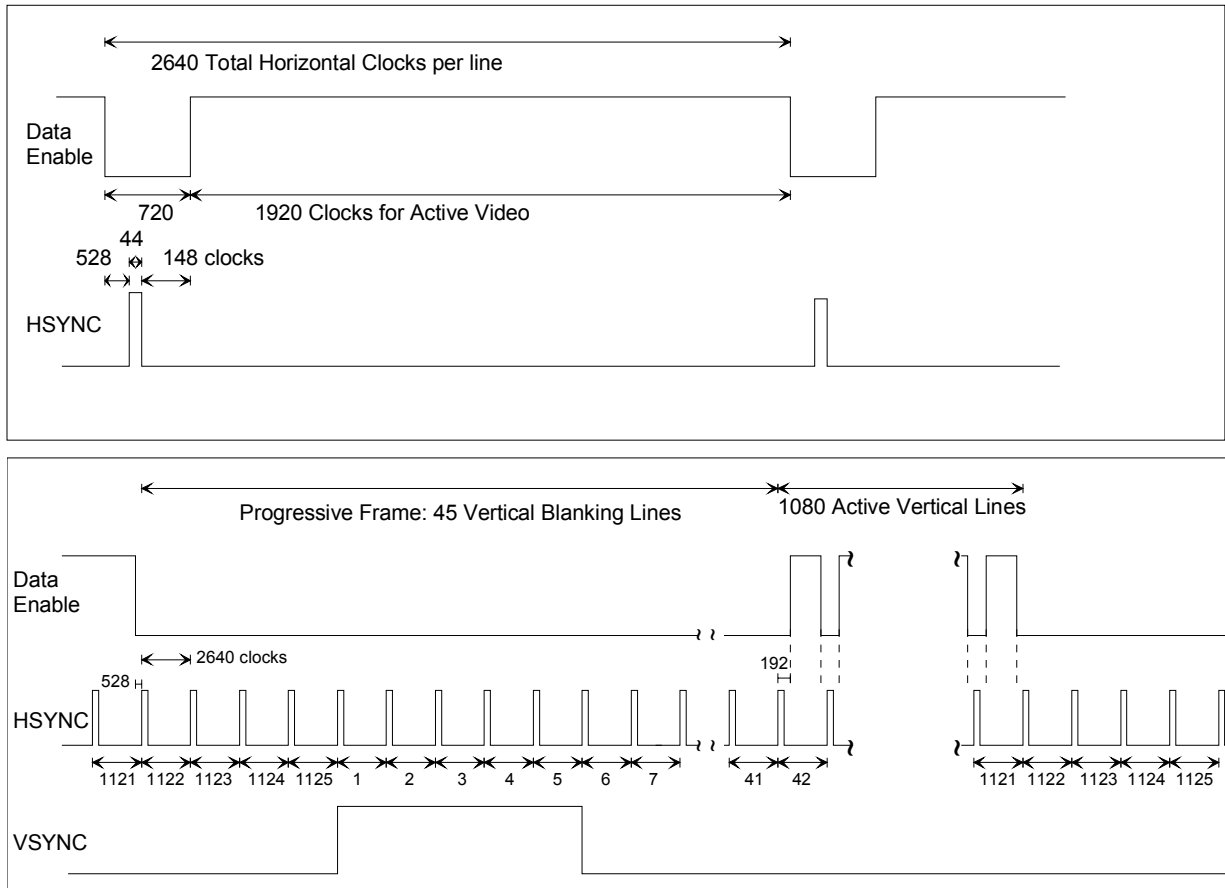 2640 Total Horizontal Clocks per line
Data
Enable
720
1920 Clocks for Active Video
44
528
148 clocks
HSYNC
Progressive Frame: 45 Vertical Blanking Lines
1080 Active Vertical Lines
Data
Enable
2640 clocks
192
528
HSYNC
1121 1122 1123 1124 1125 1 2 3 4 5 6 7 41 42 1121 1122 1123 1124 1125
VSYNC